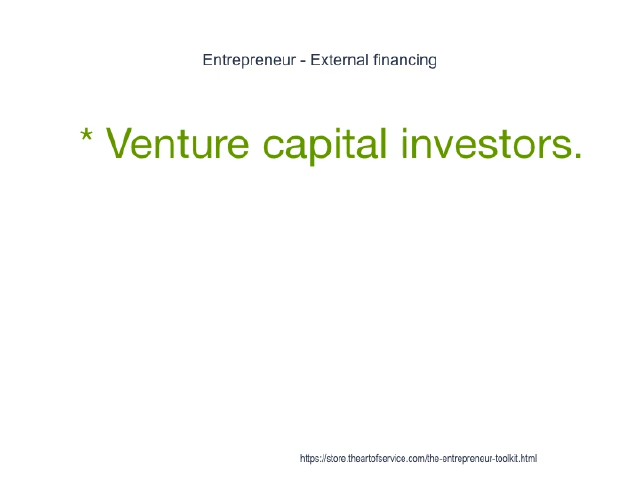 Entrepreneur - External financing
* Venture capital investors.
https://store.theartofservice.com/the-entrepreneur-toolkit.html